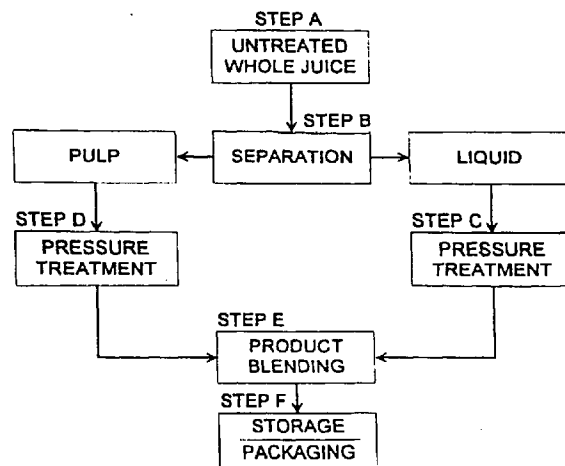 STEP A
UNTREATED
WHOLE JUICE
STEP B
PULP
SEPARATION
LIQUID
STEP D
PRESSURE
TREATMENT
STEP C
PRESSURE
TREATMENT
STEP E
PRODUCT
BLENDING
STEP F
STORAGE
PACKAGING